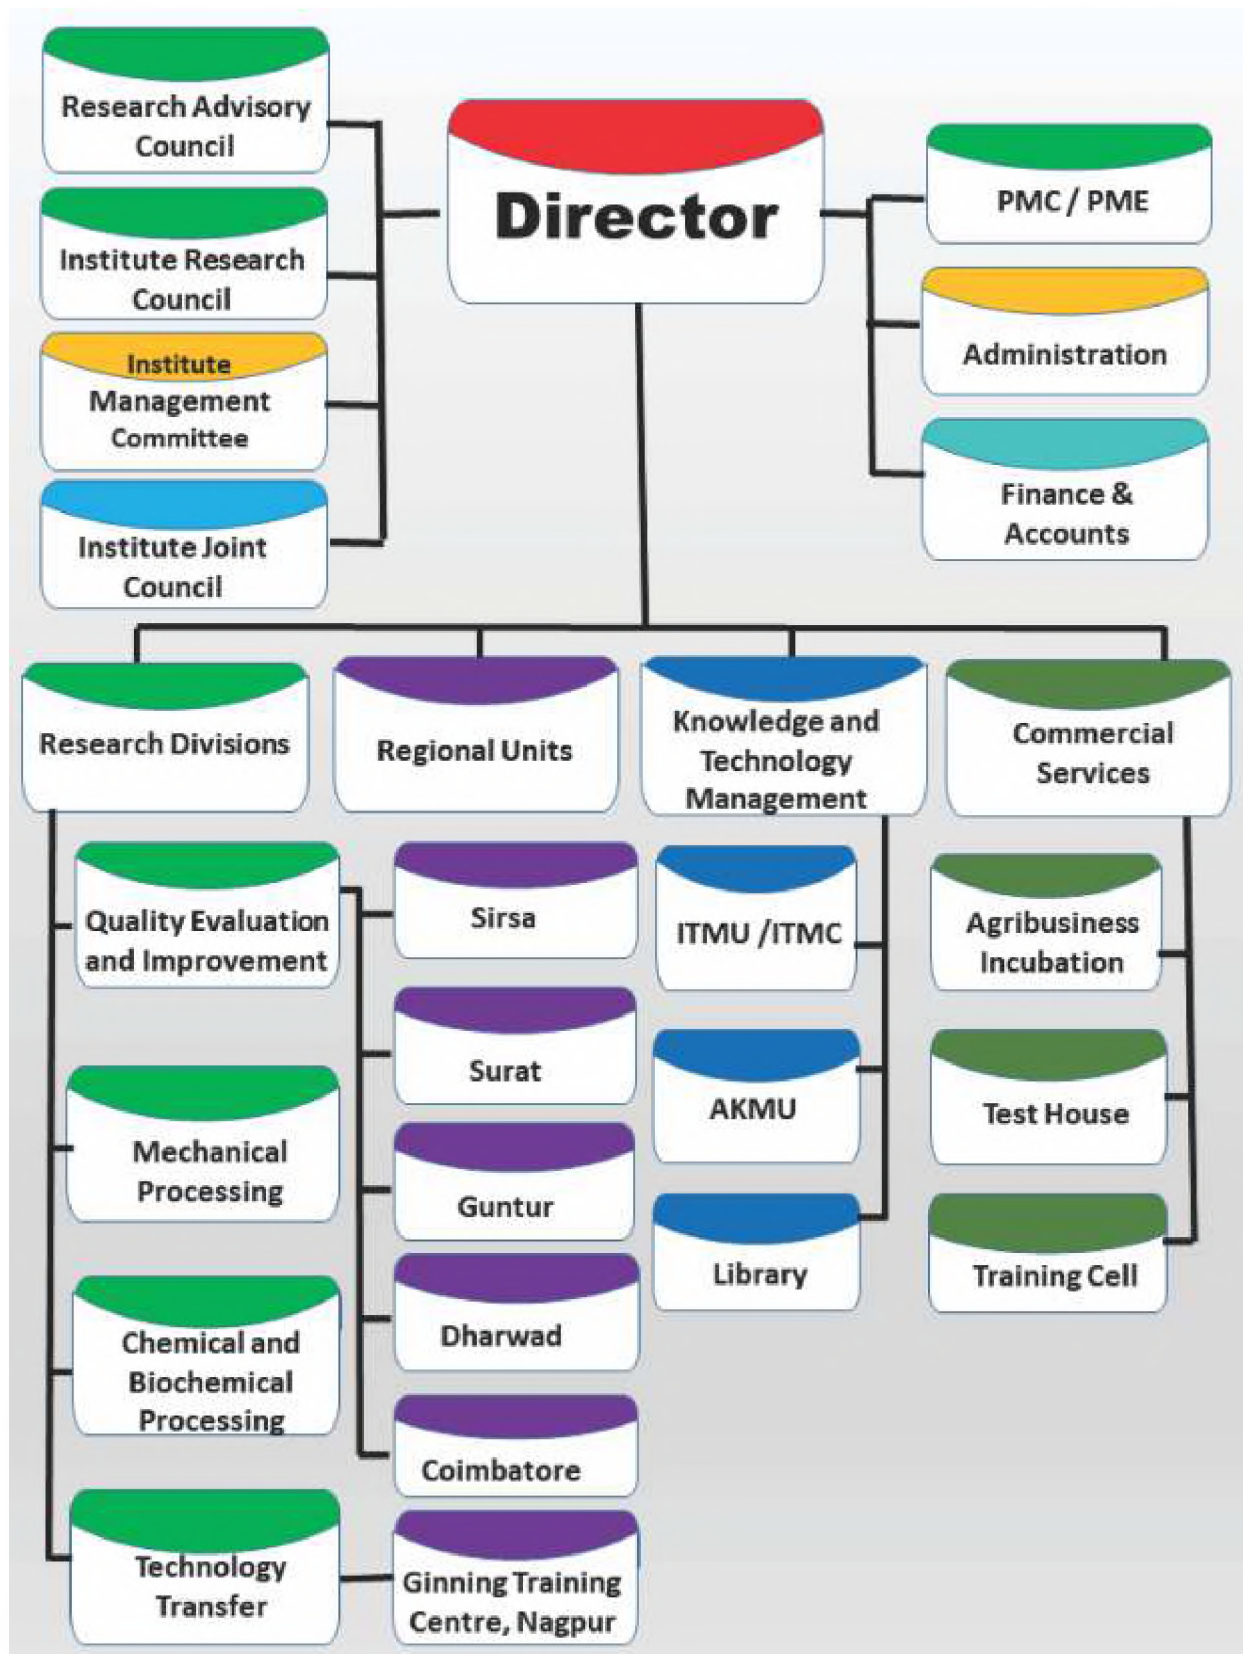 Research Advisory
Council
Institute Research
Council
Institute
Management
Committee
Institute Joint
Council
Director
PMC / PME
Administration
Finance &
Accounts
Research Divisions
Regional Units
Knowledge and
Technology
Management
Commercial
Services
Quality Evaluation
and Improvement
Mechanical
Processing
Chemical and
Biochemical
Processing
Technology
Transfer
Sirsa
Surat
Guntur
Dharwad
Coimbatore
Ginning Training
Centre, Nagpur
ITMU /ITMC
AKMU
Library
Agribusiness
Incubation
Test House
Training Cell